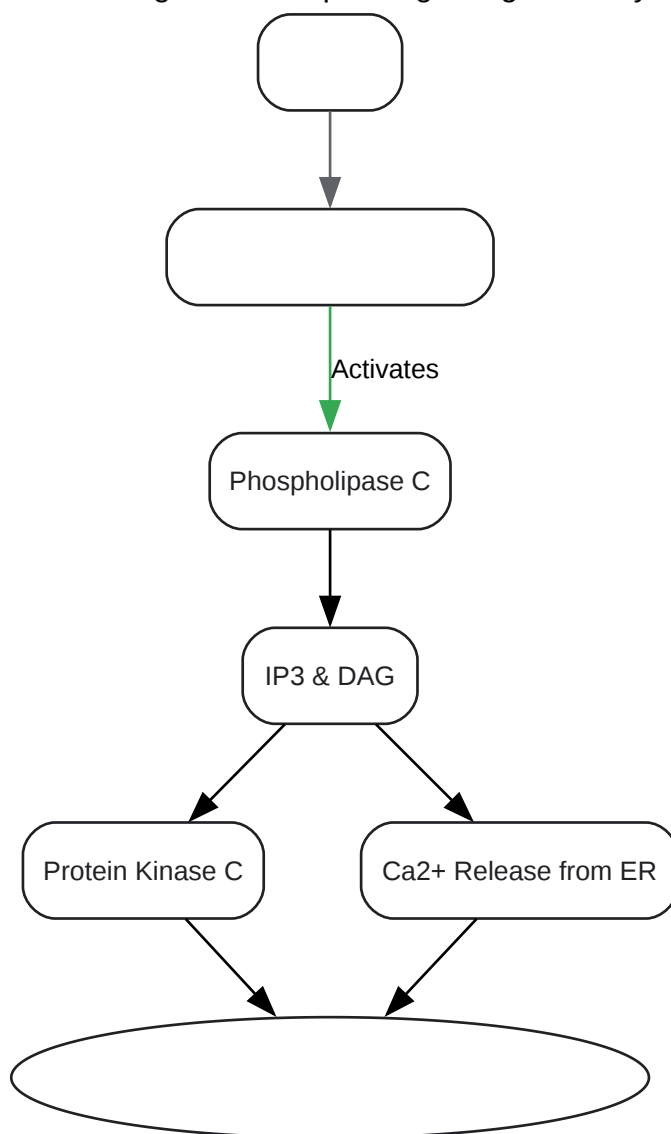 Activates
Phospholipase C
IP3 & DAG
Protein Kinase C
Ca2+ Release from ER